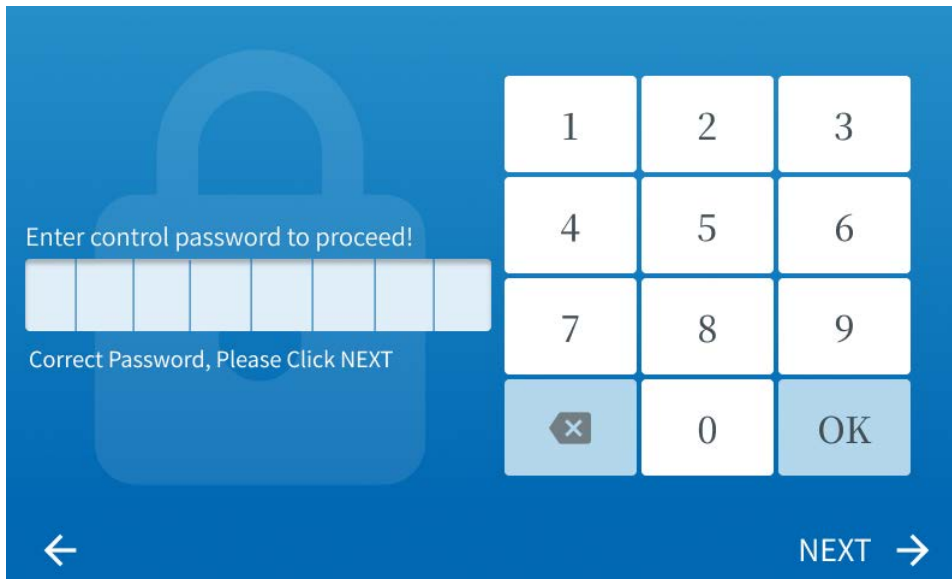 Enter control password to proceed!
Correct Password, Please Click NEXT
1 2 3
4 5 6
7 8 9
0 OK
NEXT